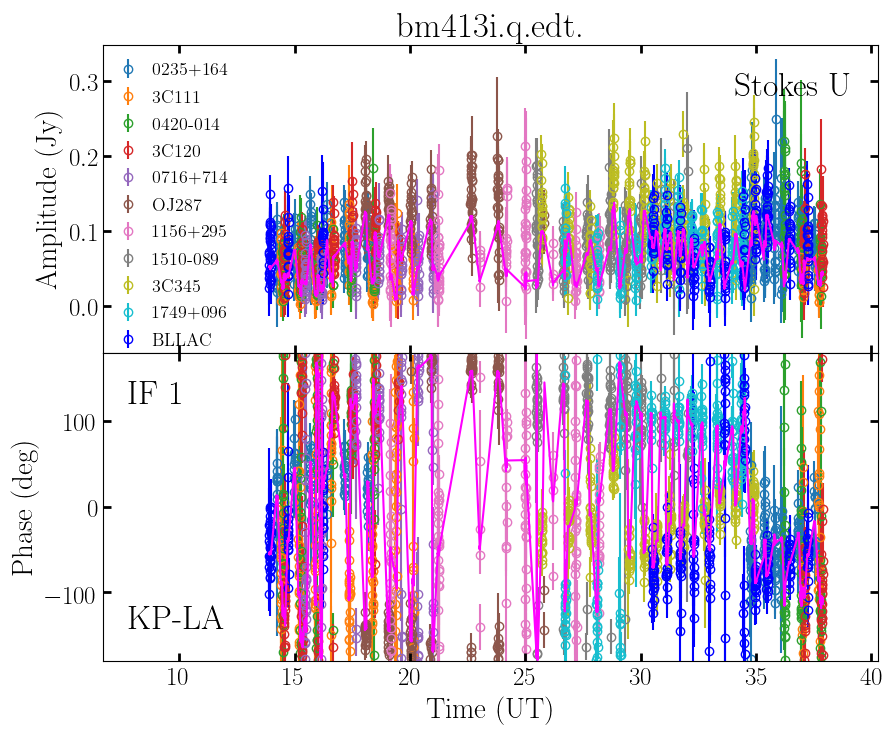 bm413i.q.edt.
Stokes U
Amplitude (Jy)
0.3
0.2
0.1
0.0
0235+164
3C111
0420-014
3C120
0716+714
OJ287
1156+295
1510-089
3C345
1749+096
BLLAC
IF 1
KP-LA
Phase (deg)
100
0
−100
10 15 20 25 30 35 40
Time (UT)